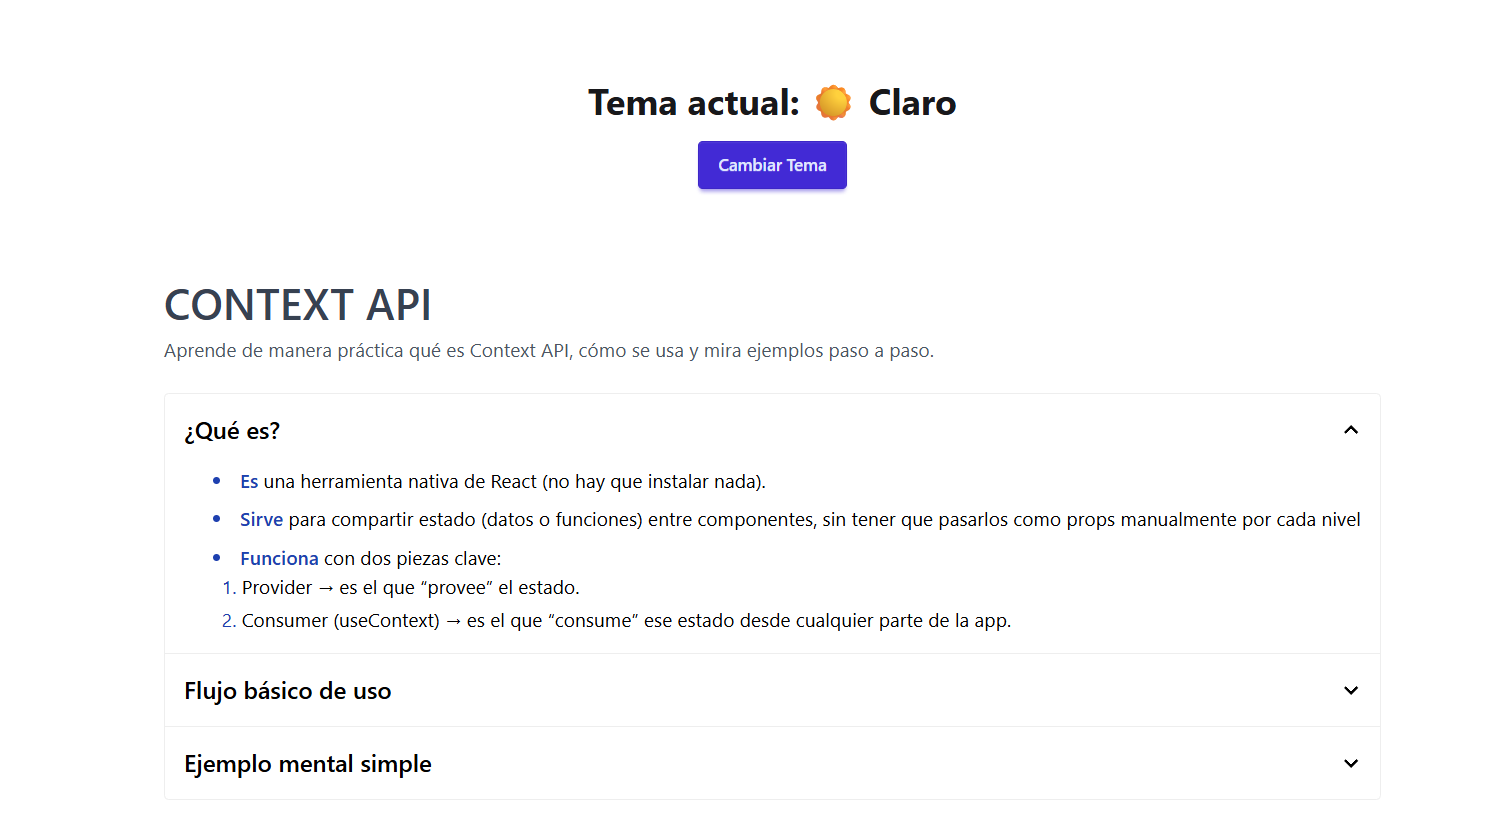 Tema actual: ☀️ Claro
Cambiar Tema
CONTEXT API
Aprende de manera práctica qué es Context API, cómo se usa y mira ejemplos paso a paso.
¿Qué es?
• Es una herramienta nativa de React (no hay que instalar nada).
• Sirve para compartir estado (datos o funciones) entre componentes, sin tener que pasarlos como props manualmente por cada nivel
• Funciona con dos piezas clave:
1. Provider → es el que “provee” el estado.
2. Consumer (useContext) → es el que “consume” ese estado desde cualquier parte de la app.
Flujo básico de uso
Ejemplo mental simple